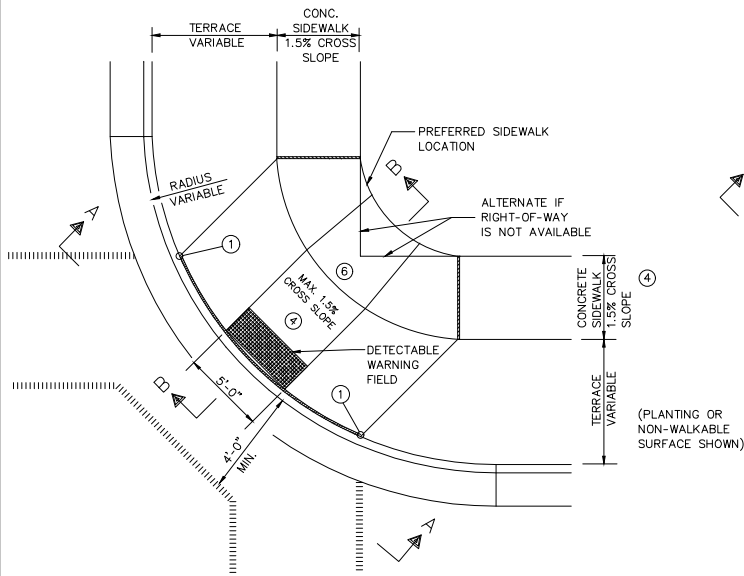 CONC.
SIDEWALK
1.5% CROSS
SLOPE
TERRACE
VARIABLE
PREFERRED SIDEWALK
LOCATION
B
RADIUS
VARIABLE
ALTERNATE IF
RIGHT-OF-WAY
IS NOT AVAILABLE
A
1
6
MAX. 1.5%
CROSS SLOPE
4
CONCRETE
SIDEWALK
1.5% CROSS
SLOPE
4
DETECTABLE
WARNING
FIELD
5'-0"
B
1
4'-0"
MIN.
TERRACE
VARIABLE
(PLANTING OR
NON-WALKABLE
SURFACE SHOWN)
A